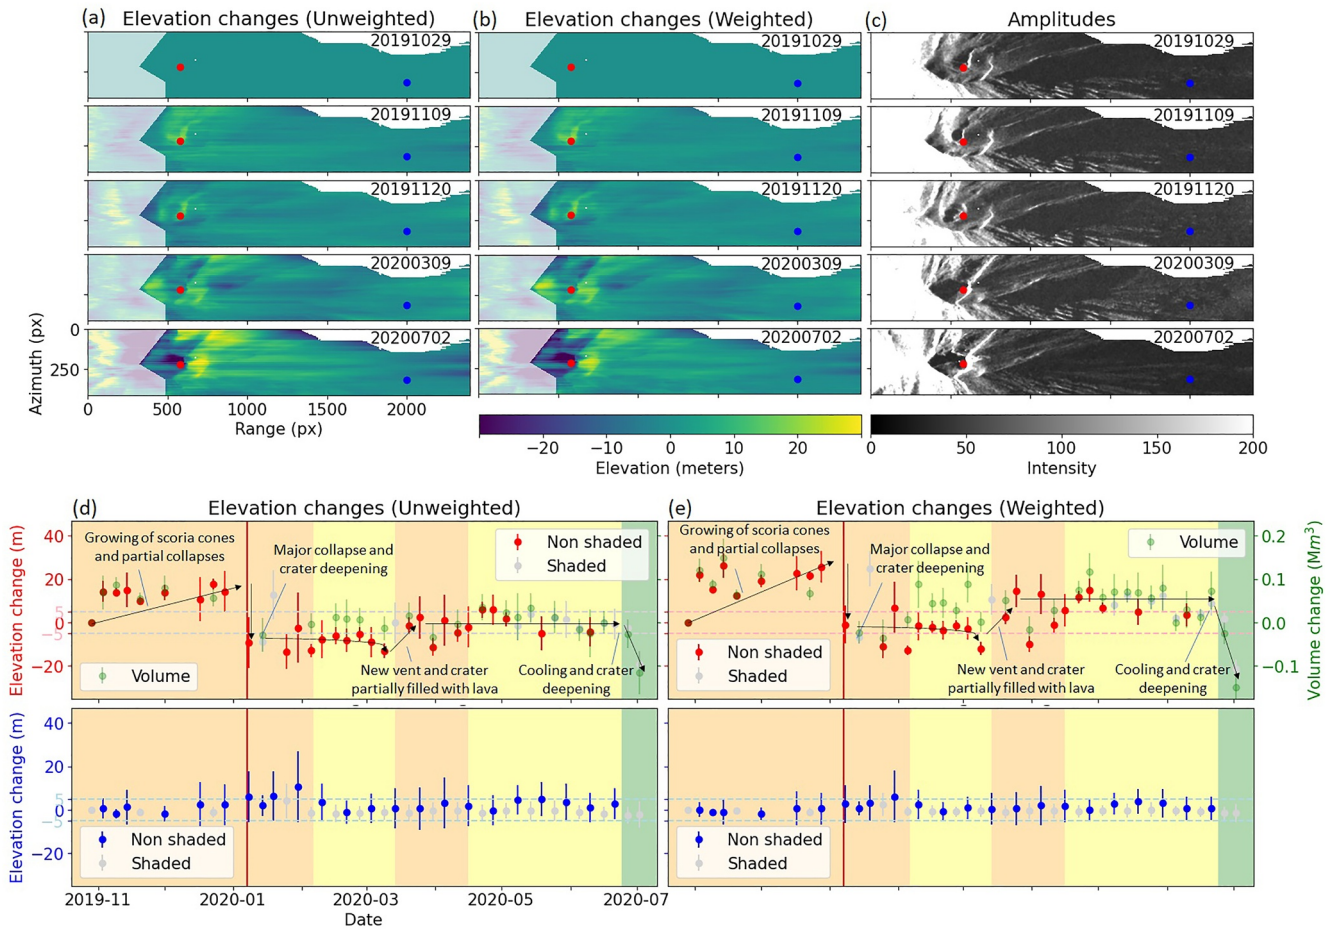 (a) Elevation changes (Unweighted)
(b) Elevation changes (Weighted)
(c) Amplitudes
20191029
20191029
20191029
20191109
20191109
20191109
20191120
20191120
20191120
20200309
20200309
20200309
20200702
20200702
20200702
Azimuth (px)
0
250
0 500 1000 1500 2000
Range (px)
−20 −10 0 10 20
Elevation (meters)
0 50 100 150 200
Intensity
(d) Elevation changes (Unweighted)
Elevation change (m)
40
20
5
0
−5
−20
Growing of scoria cones
and partial collapses
Major collapse and
crater deepening
Non shaded
Shaded
Volume
New vent and crater
partially filled with lava
Cooling and crater
deepening
(e) Elevation changes (Weighted)
Growing of scoria cones
and partial collapses
Major collapse and
crater deepening
Volume
Non shaded
Shaded
New vent and crater
partially filled with lava
Cooling and crater
deepening
0.2
0.1
0.0
−0.1
Volume change (Mm³)
Elevation change (m)
40
20
5
0
−5
−20
Non shaded
Shaded
Non shaded
Shaded
2019-11 2020-01 2020-03 2020-05 2020-07
Date